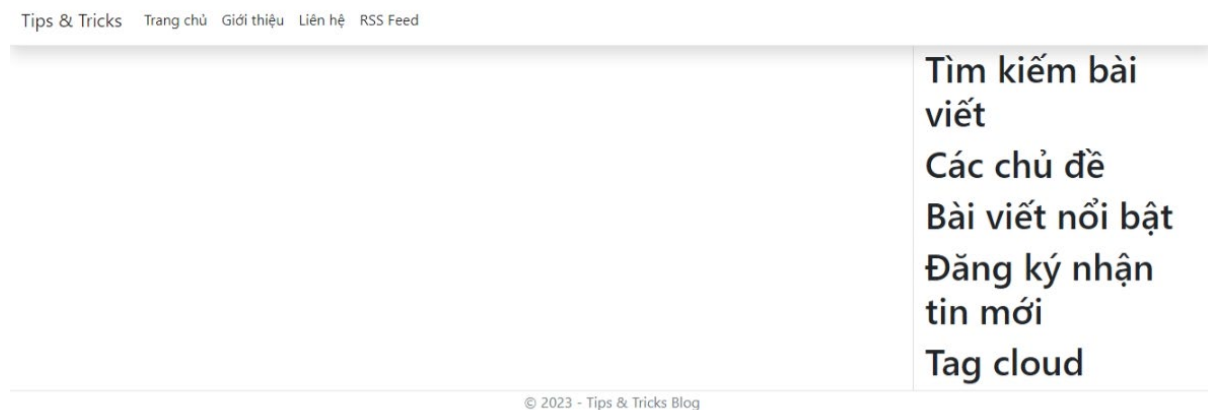 Tips & Tricks Trang chủ Giới thiệu Liên hệ RSS Feed
Tìm kiếm bài
viết
Các chủ đề
Bài viết nổi bật
Đăng ký nhận
tin mới
Tag cloud
© 2023 - Tips & Tricks Blog